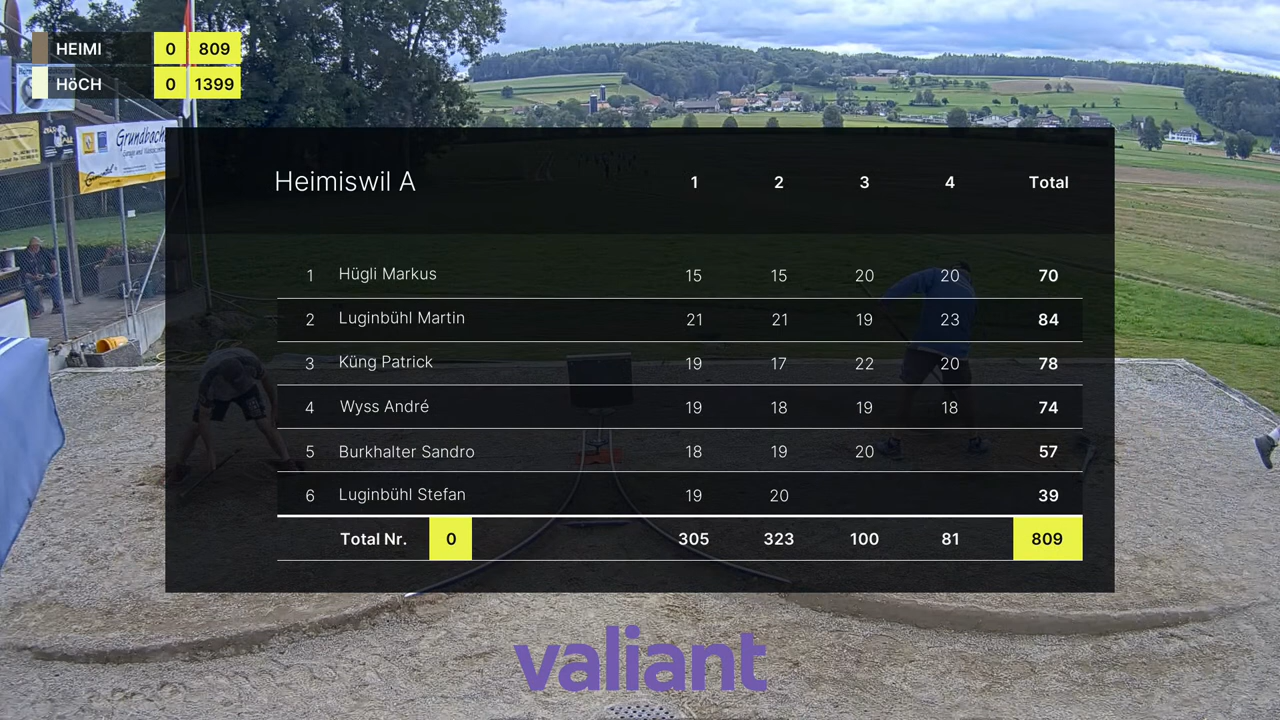 HEIMI 0 809
HöCH 0 1399
Grundbach
Heimiswil A 1 2 3 4 Total
1 Hügli Markus 15 15 20 20 70
2 Luginbühl Martin 21 21 19 23 84
3 Küng Patrick 19 17 22 20 78
4 Wyss André 19 18 19 18 74
5 Burkhalter Sandro 18 19 20 57
6 Luginbühl Stefan 19 20 39
Total Nr. 0 305 323 100 81 809
valiant